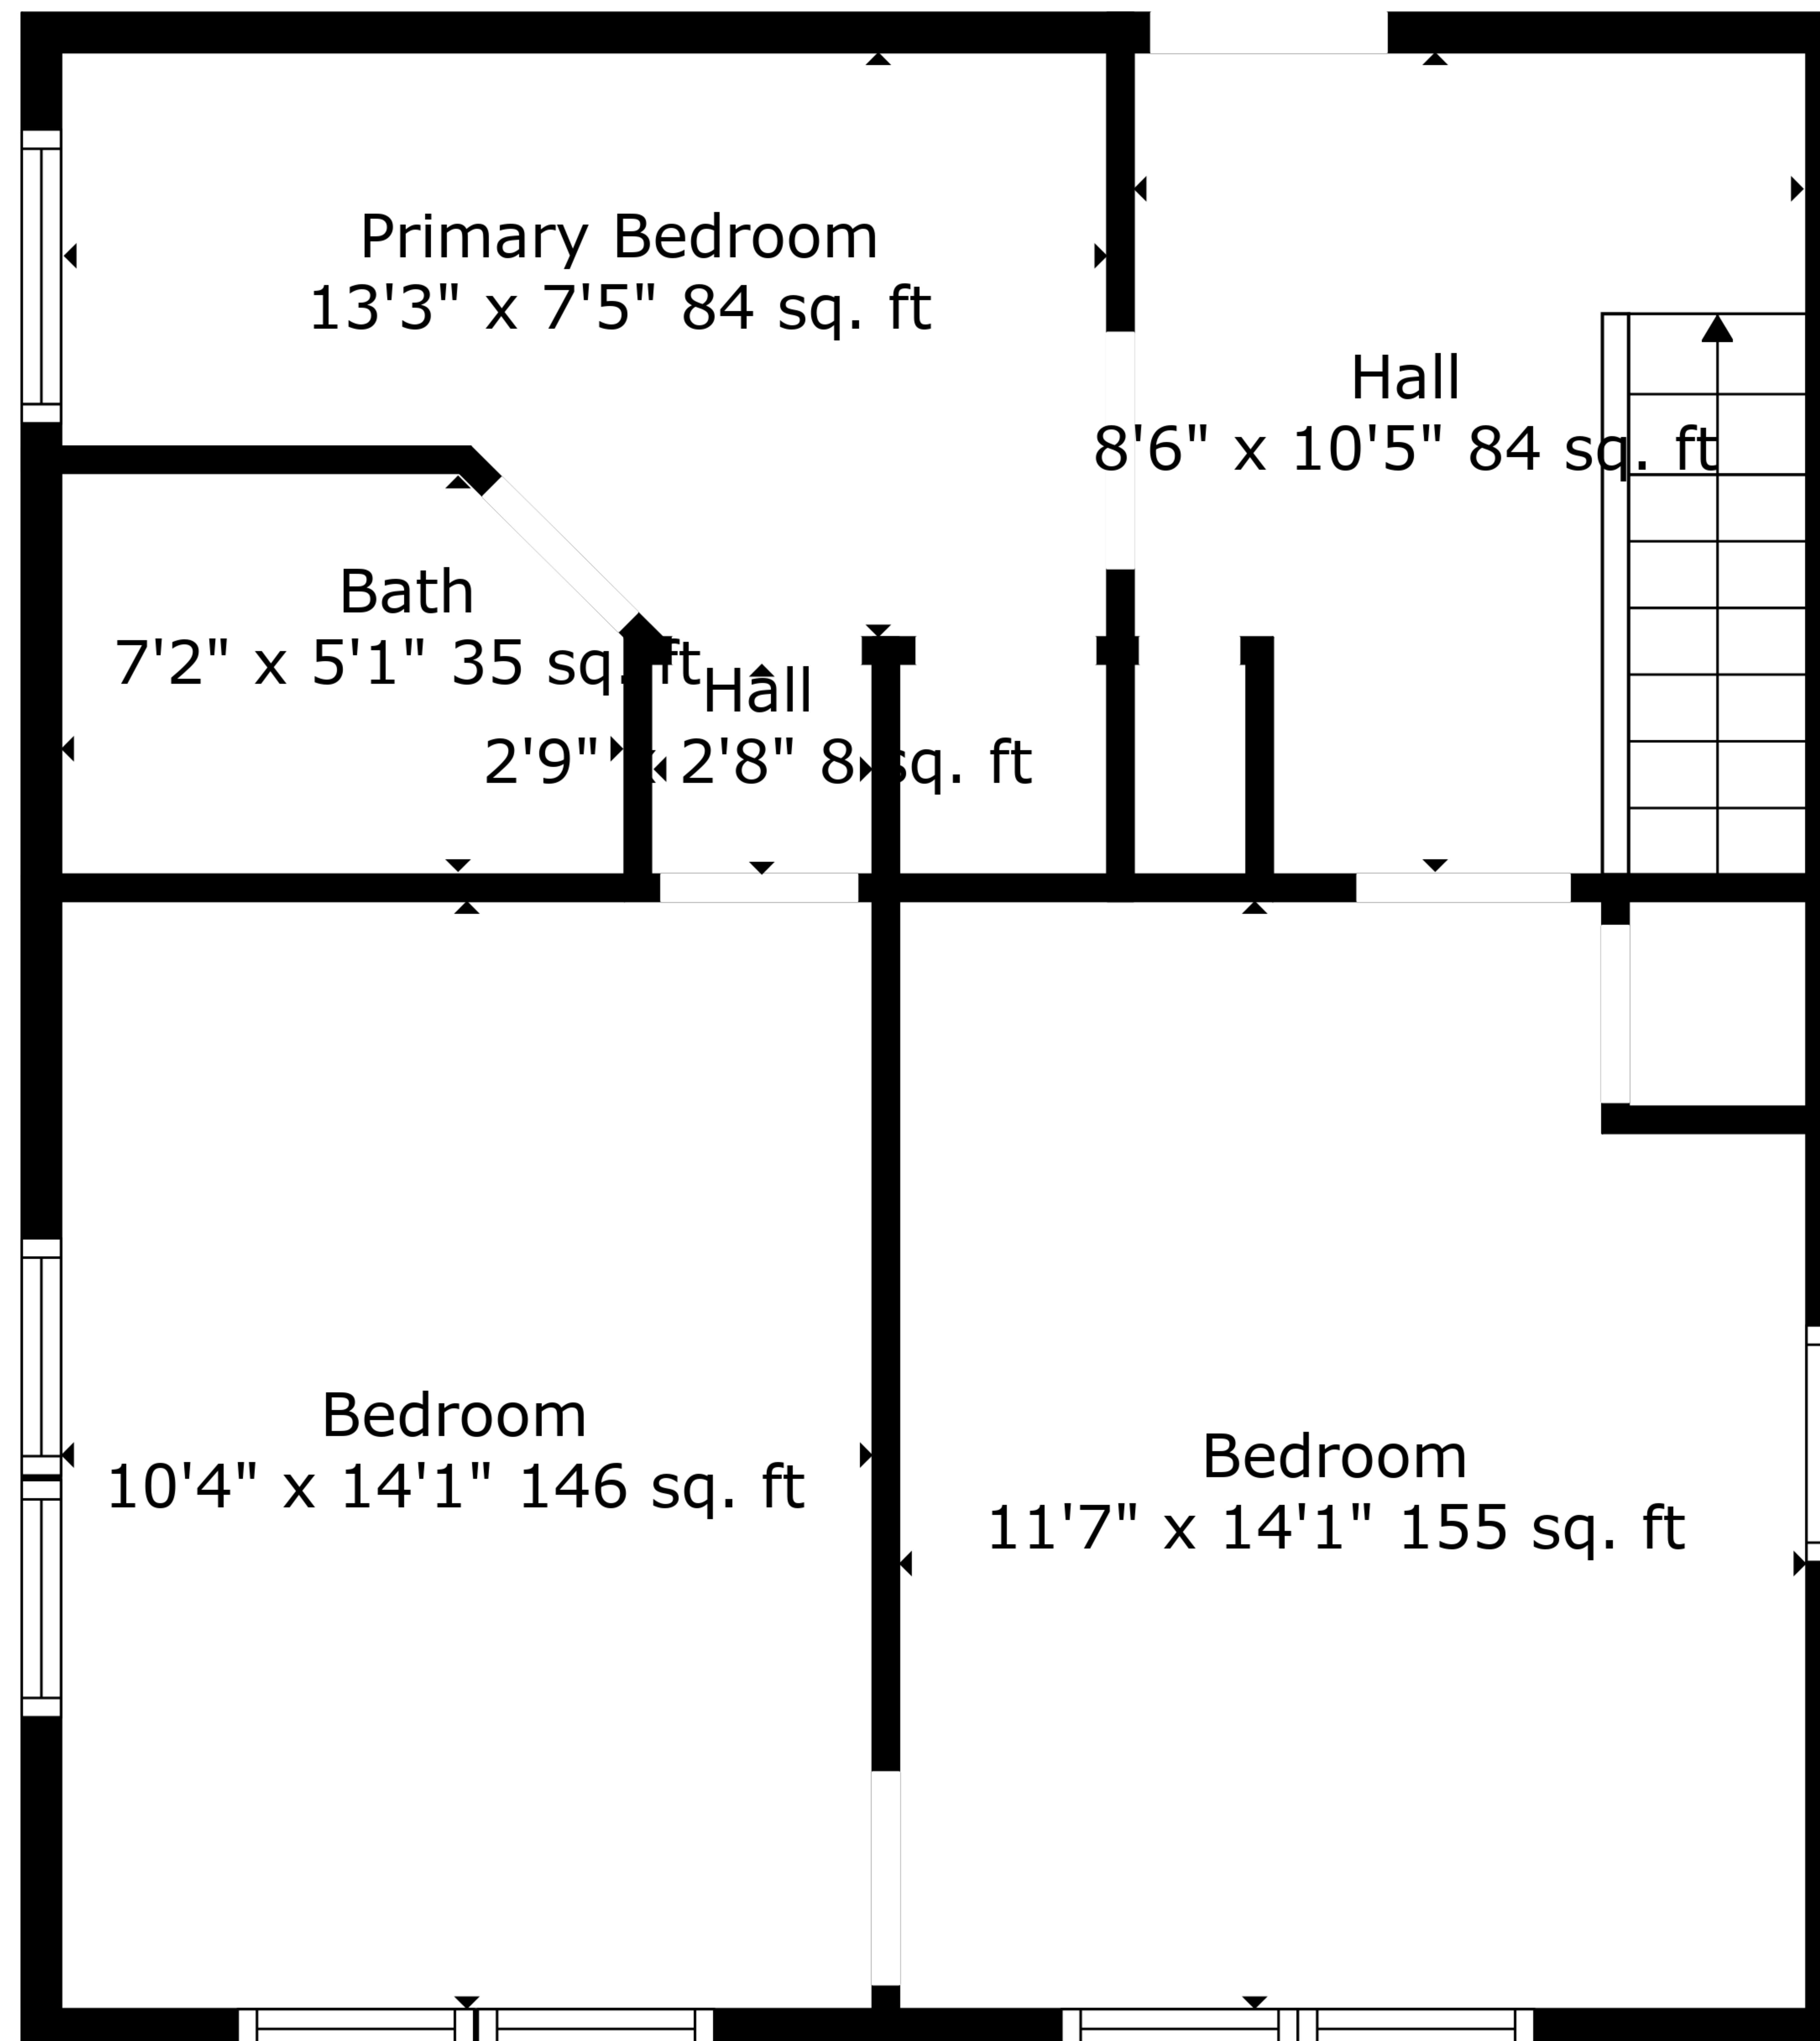 Primary Bedroom
13'3" x 7'5" 84 sq. ft
Hall
8'6" x 10'5" 84 sq. ft
Bath
7'2" x 5'1" 35 sq. ft
Hall
2'9" x 2'8" 8 sq. ft
Bedroom
10'4" x 14'1" 146 sq. ft
Bedroom
11'7" x 14'1" 155 sq. ft